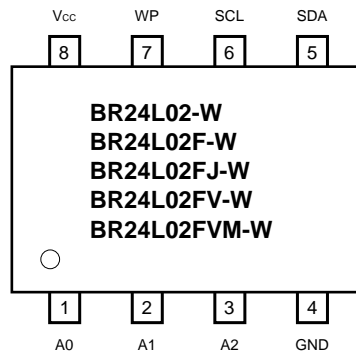 Vcc WP SCL SDA
8 7 6 5
BR24L02-W
BR24L02F-W
BR24L02FJ-W
BR24L02FV-W
BR24L02FVM-W
1 2 3 4
A0 A1 A2 GND